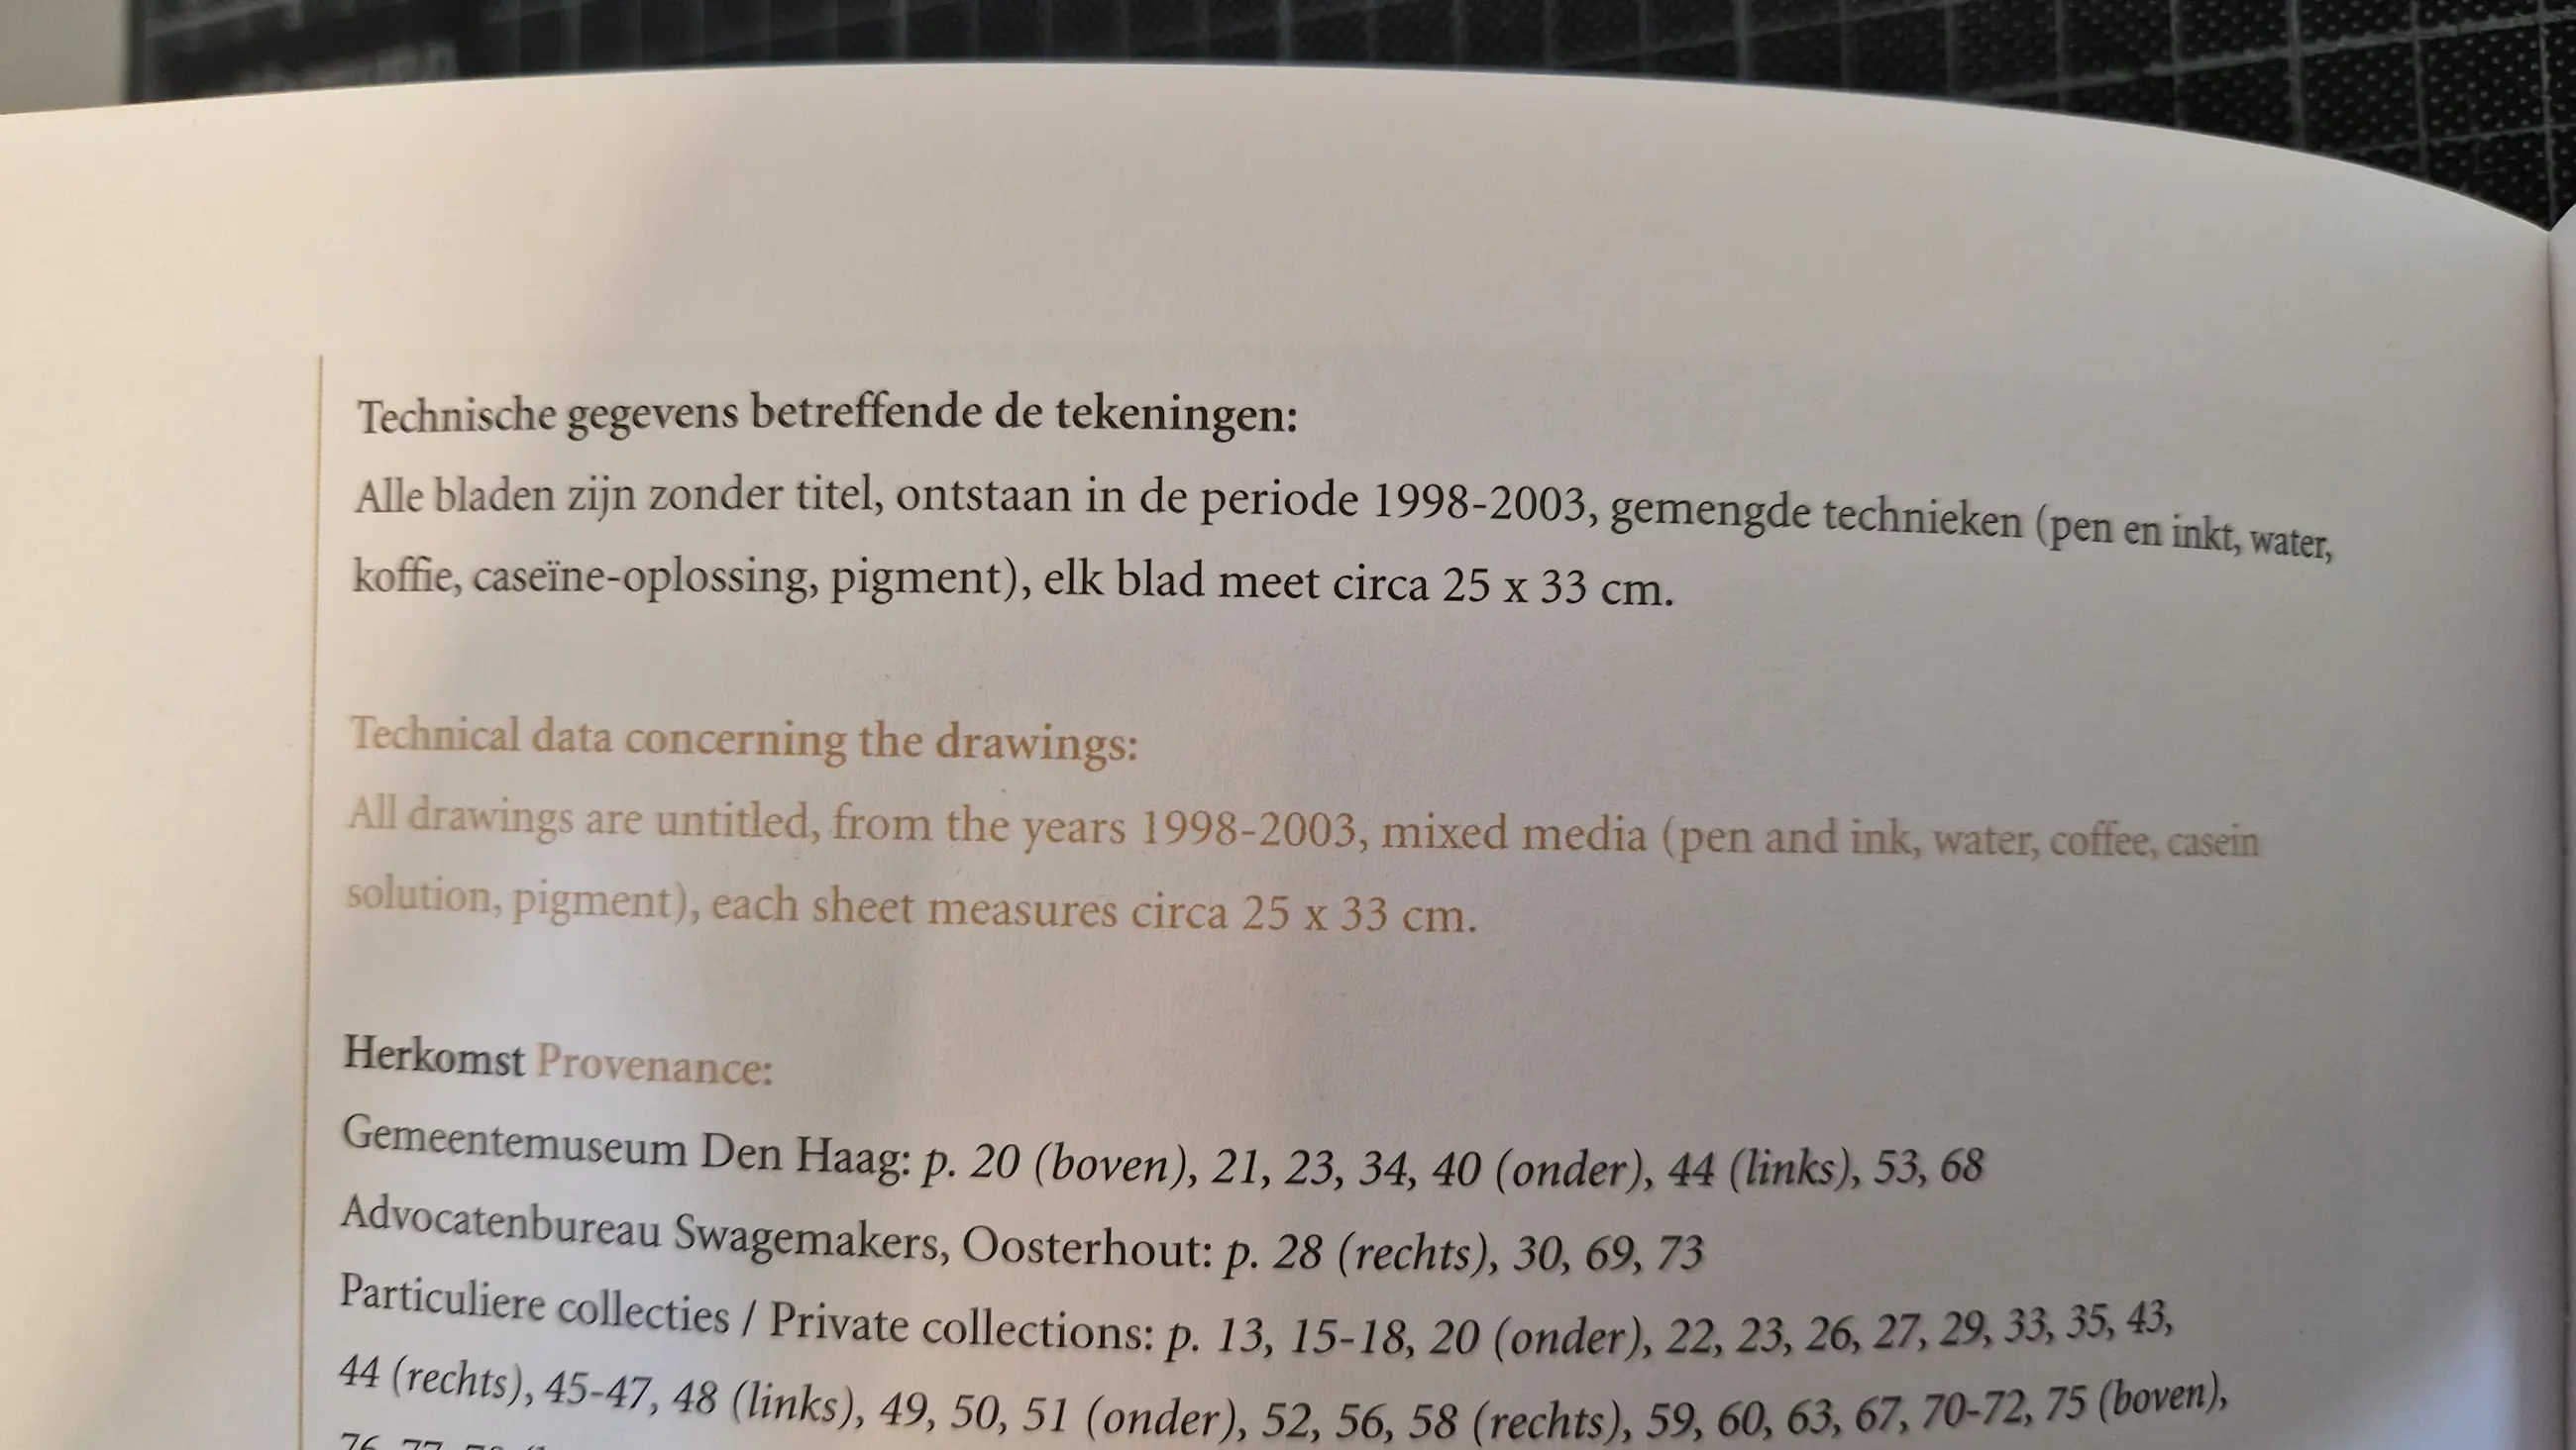 Technische gegevens betreffende de tekeningen:
Alle bladen zijn zonder titel, ontstaan in de periode 1998-2003, gemengde technieken (pen en inkt, water,
koffie, caseïne-oplossing, pigment), elk blad meet circa 25 x 33 cm.
Technical data concerning the drawings:
All drawings are untitled, from the years 1998-2003, mixed media (pen and ink, water, coffee, casein
solution, pigment), each sheet measures circa 25 x 33 cm.
Herkomst Provenance:
Gemeentemuseum Den Haag: p. 20 (boven), 21, 23, 34, 40 (onder), 44 (links), 53, 68
Advocatenbureau Swagemakers, Oosterhout: p. 28 (rechts), 30, 69, 73
Particuliere collecties / Private collections: p. 13, 15-18, 20 (onder), 22, 23, 26, 27, 29, 33, 35, 43,
44 (rechts), 45-47, 48 (links), 49, 50, 51 (onder), 52, 56, 58 (rechts), 59, 60, 63, 67, 70-72, 75 (boven),
76, 77,